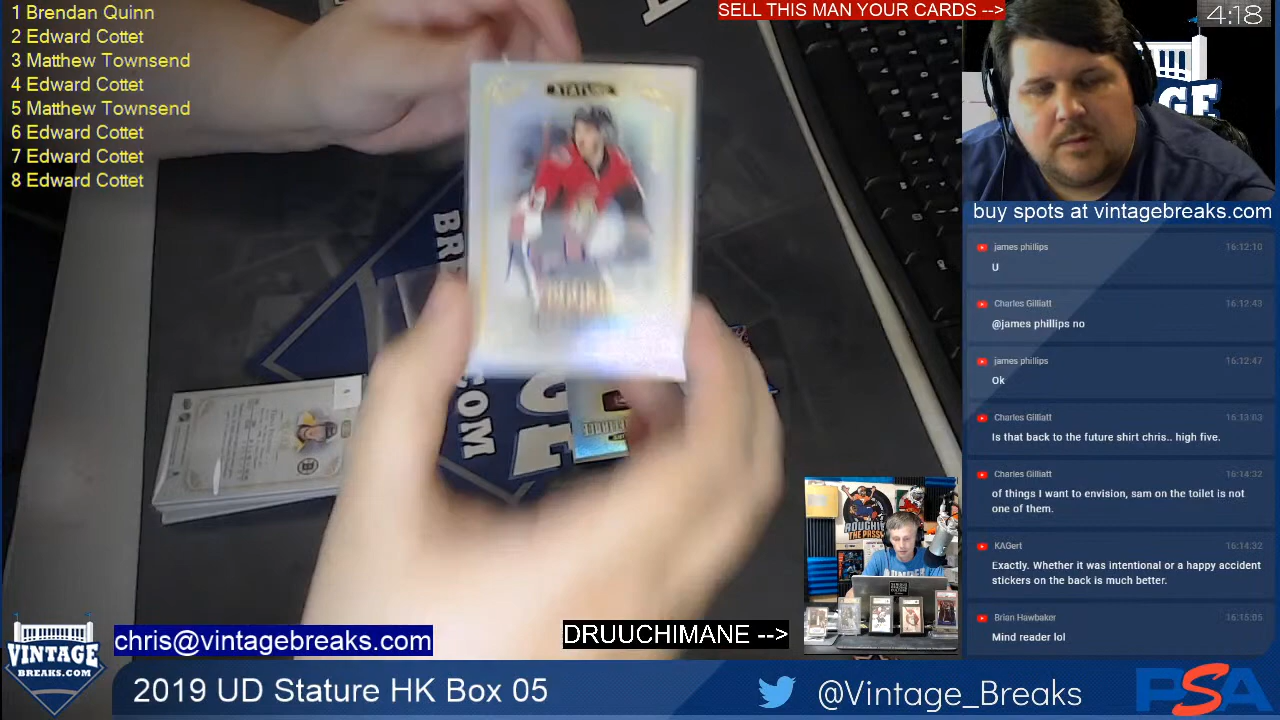 1 Brendan Quinn
2 Edward Cottet
3 Matthew Townsend
4 Edward Cottet
5 Matthew Townsend
6 Edward Cottet
7 Edward Cottet
8 Edward Cottet
SELL THIS MAN YOUR CARDS -->
4:18
STATURE
ROOKIE
buy spots at vintagebreaks.com
james phillips 16:12:10
U
Charles Gilliatt 16:12:43
@james phillips no
james phillips 16:12:47
Ok
Charles Gilliatt 16:13:03
Is that back to the future shirt chris.. high five.
Charles Gilliatt 16:14:32
of things I want to envision, sam on the toilet is not
one of them.
KAGert 16:14:32
Exactly. Whether it was intentional or a happy accident
stickers on the back is much better.
Brian Hawbaker 16:15:05
Mind reader lol
chris@vintagebreaks.com
DRUUCHIMANE -->
VINTAGE
BREAKS.COM
2019 UD Stature HK Box 05
@Vintage_Breaks
PSA